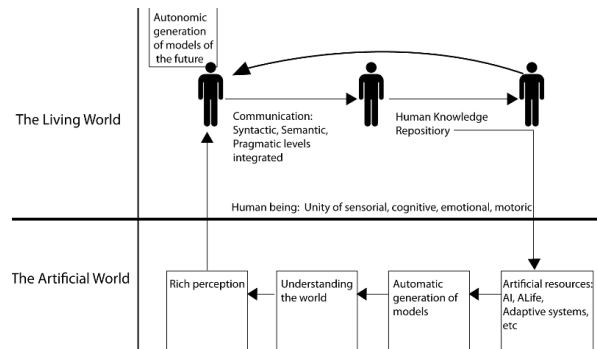 Autonomic
generation
of models of
the future
The Living World
Communication:
Syntactic, Semantic,
Pragmatic levels
integrated
Human Knowledge
Repositiory
Human being: Unity of sensorial, cognitive, emotional, motoric
The Artificial World
Rich perception
Understanding
the world
Automatic
generation of
models
Artificial resources:
AI, ALife,
Adaptive systems,
etc